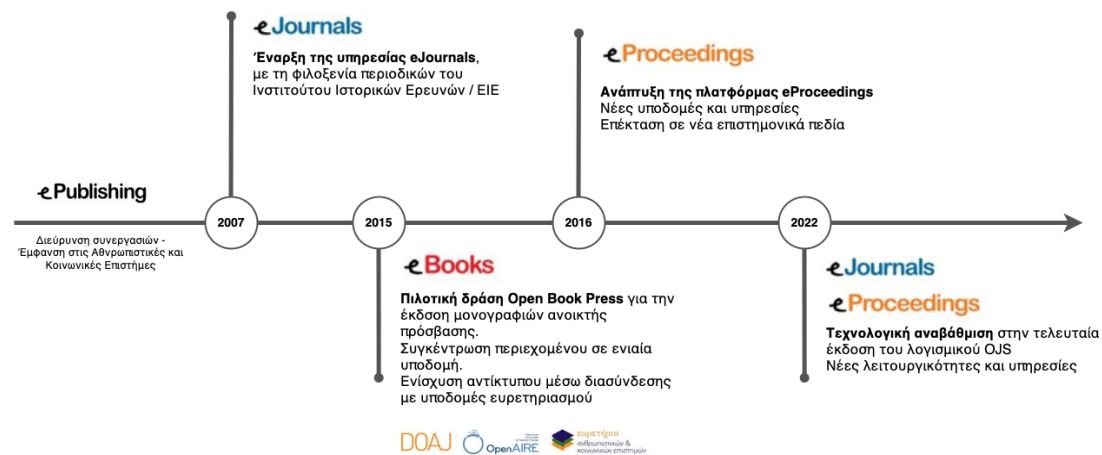 eJournals
Έναρξη της υπηρεσίας eJournals,
με τη φιλοξενία περιοδικών του
Ινστιτούτου Ιστορικών Ερευνών / ΕΙΕ
eProceedings
Ανάπτυξη της πλατφόρμας eProceedings
Νέες υποδομές και υπηρεσίες
Επέκταση σε νέα επιστημονικά πεδία
ePublishing
Διεύρυνση συνεργασιών -
Έμφανση στις Αθνρωπιστικές και
Κοινωνικές Επιστήμες
2007
2015
2016
2022
eBooks
Πιλοτική δράση Open Book Press για την
έκδοση μονογραφιών ανοικτής
πρόσβασης.
Συγκέντρωση περιεχομένου σε ενιαία
υποδομή.
Ενίσχυση αντίκτυπου μέσω διασύνδεσης
με υποδομές ευρετηριασμού
DOAJ
OpenAIRE
ευρετήριο
ανθρωπιστικών &
κοινωνικών επιστημών
eJournals
eProceedings
Τεχνολογική αναβάθμιση στην τελευταία
έκδοση του λογισμικού OJS
Νέες λειτουργικότητες και υπηρεσίες